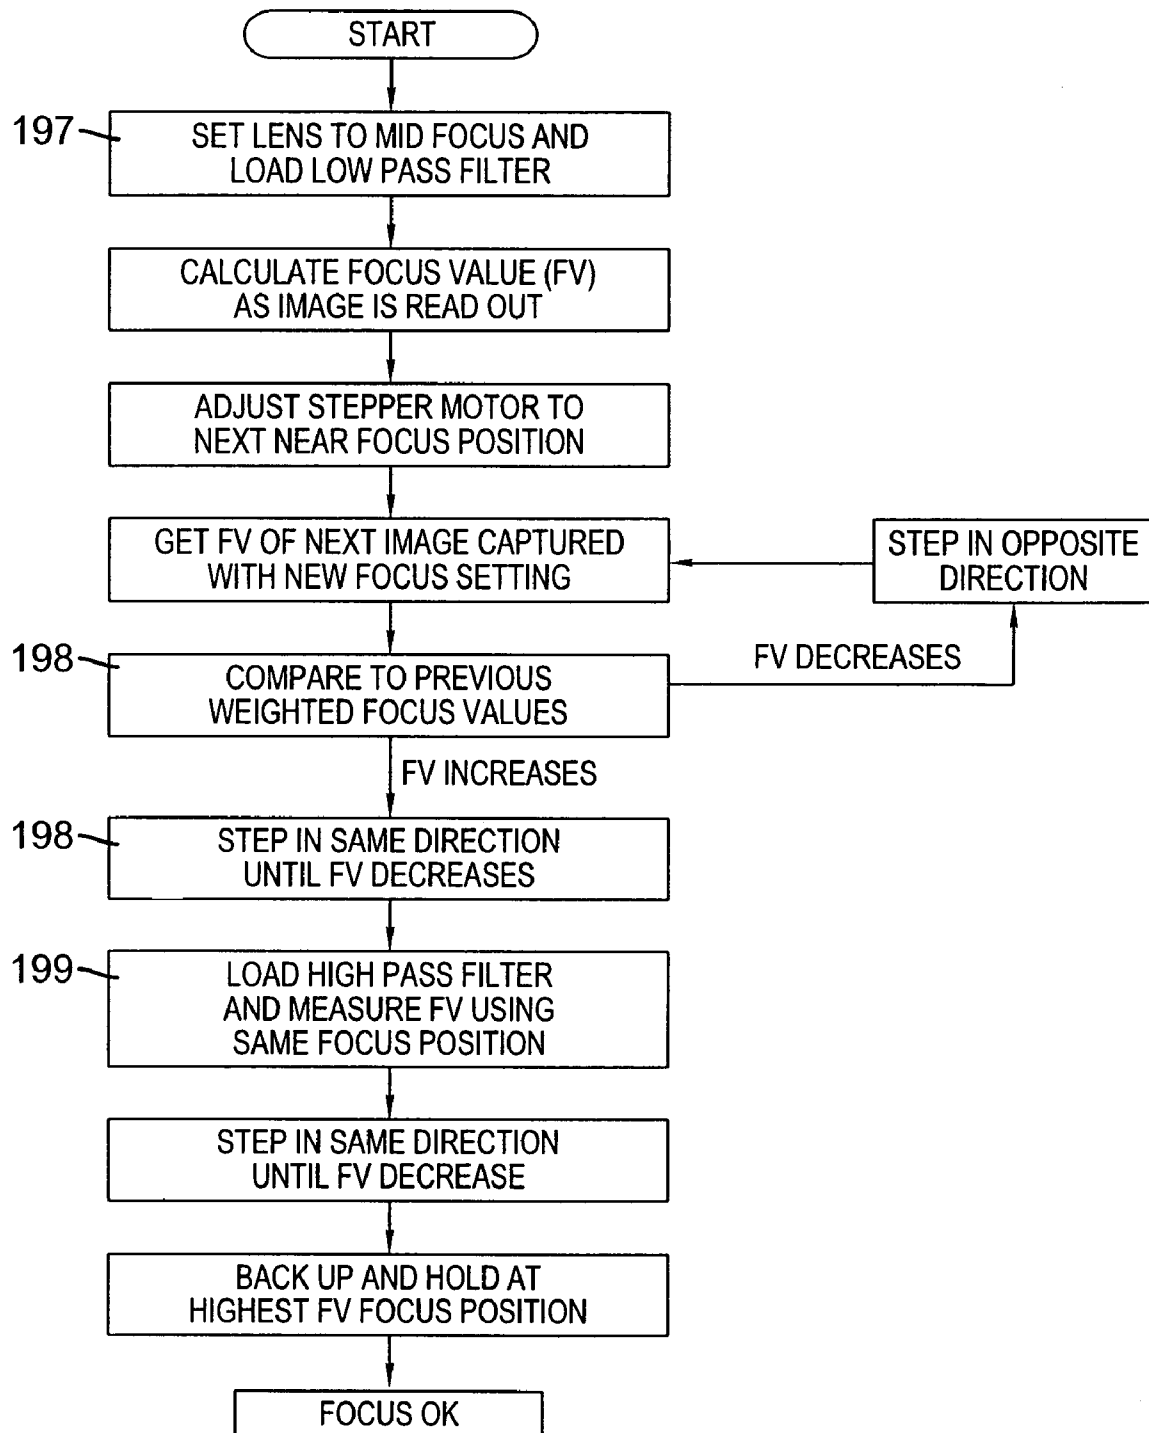 START
197
SET LENS TO MID FOCUS AND
LOAD LOW PASS FILTER
CALCULATE FOCUS VALUE (FV)
AS IMAGE IS READ OUT
ADJUST STEPPER MOTOR TO
NEXT NEAR FOCUS POSITION
GET FV OF NEXT IMAGE CAPTURED
WITH NEW FOCUS SETTING
STEP IN OPPOSITE
DIRECTION
198
COMPARE TO PREVIOUS
WEIGHTED FOCUS VALUES
FV DECREASES
FV INCREASES
198
STEP IN SAME DIRECTION
UNTIL FV DECREASES
199
LOAD HIGH PASS FILTER
AND MEASURE FV USING
SAME FOCUS POSITION
STEP IN SAME DIRECTION
UNTIL FV DECREASE
BACK UP AND HOLD AT
HIGHEST FV FOCUS POSITION
FOCUS OK